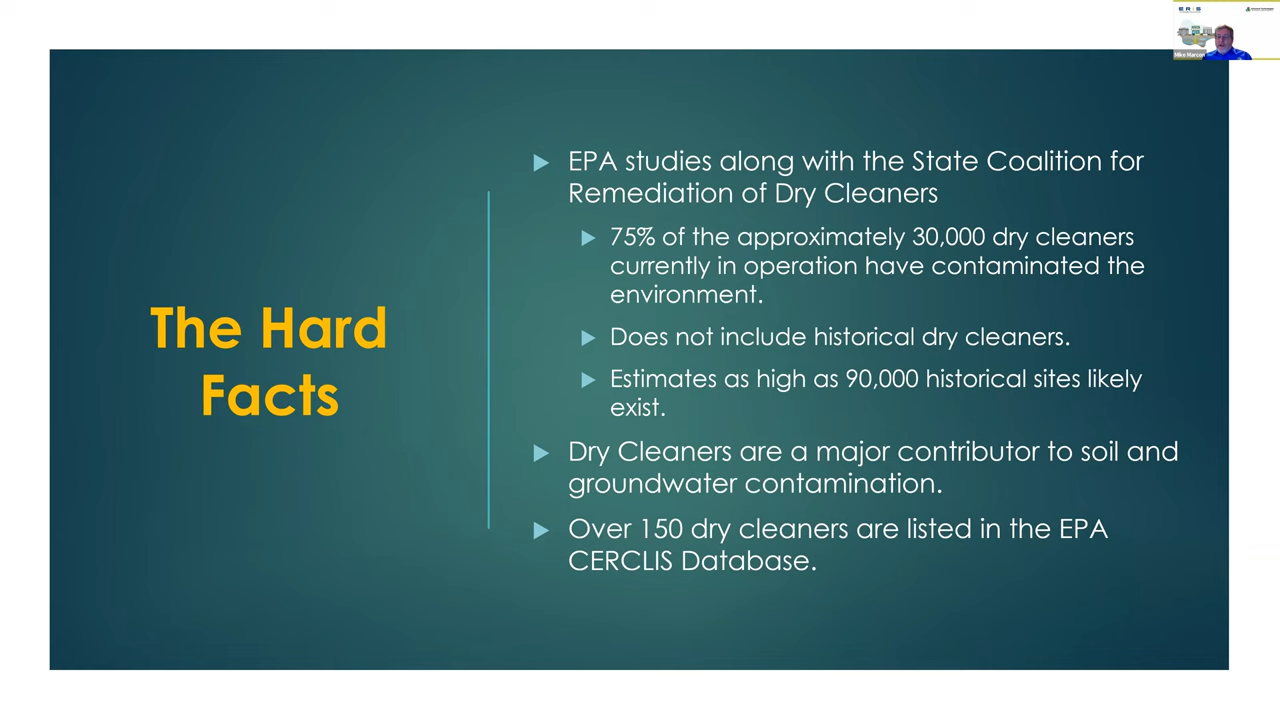 ERIS
Mike Marcon
The Hard
Facts
EPA studies along with the State Coalition for
Remediation of Dry Cleaners
75% of the approximately 30,000 dry cleaners
currently in operation have contaminated the
environment.
Does not include historical dry cleaners.
Estimates as high as 90,000 historical sites likely
exist.
Dry Cleaners are a major contributor to soil and
groundwater contamination.
Over 150 dry cleaners are listed in the EPA
CERCLIS Database.